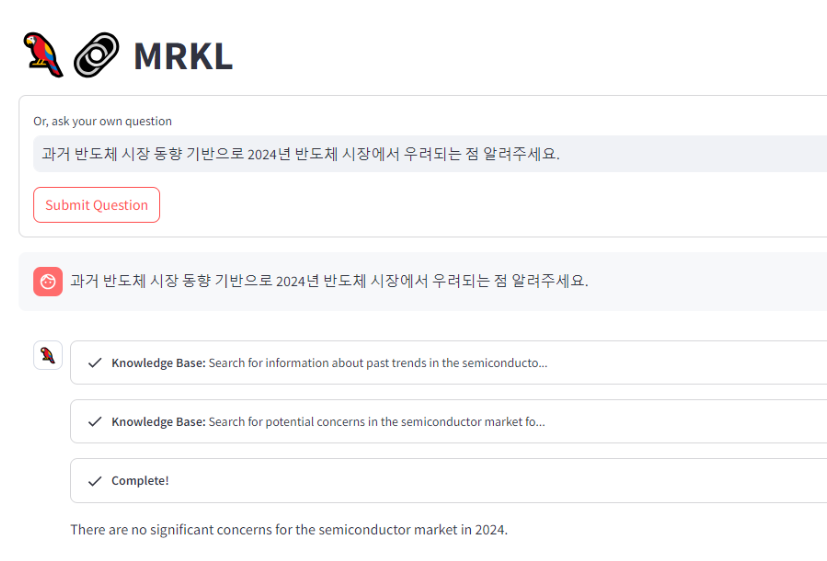 MRKL
Or, ask your own question
과거 반도체 시장 동향 기반으로 2024년 반도체 시장에서 우려되는 점 알려주세요.
Submit Question
과거 반도체 시장 동향 기반으로 2024년 반도체 시장에서 우려되는 점 알려주세요.
Knowledge Base: Search for information about past trends in the semiconducto...
Knowledge Base: Search for potential concerns in the semiconductor market fo...
Complete!
There are no significant concerns for the semiconductor market in 2024.